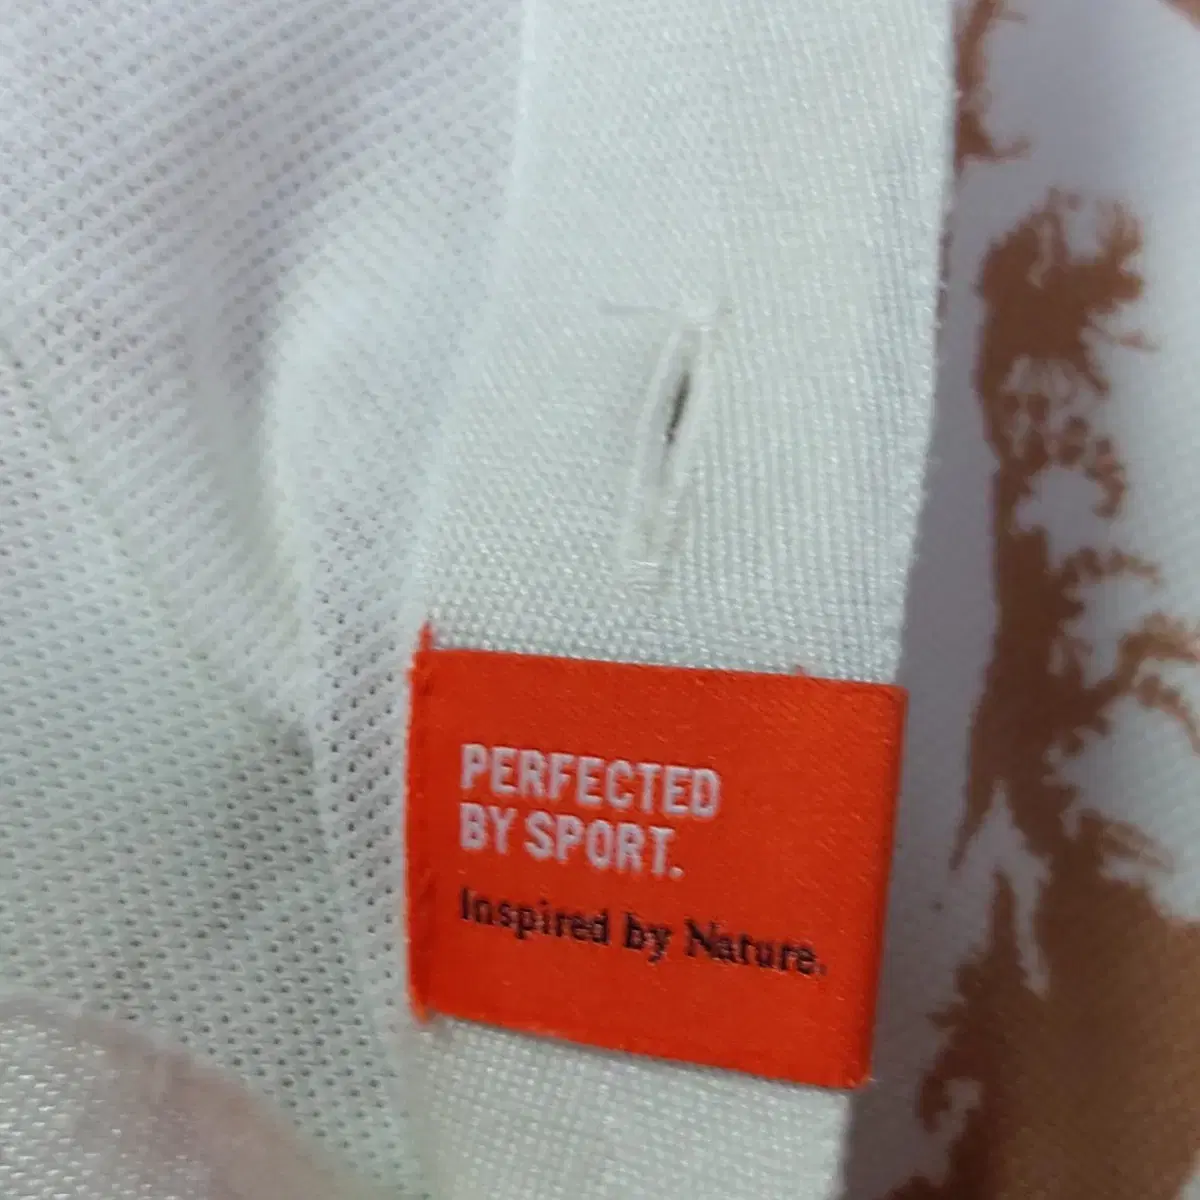 PERFECTED
BY SPORT.
Inspired by Nature.